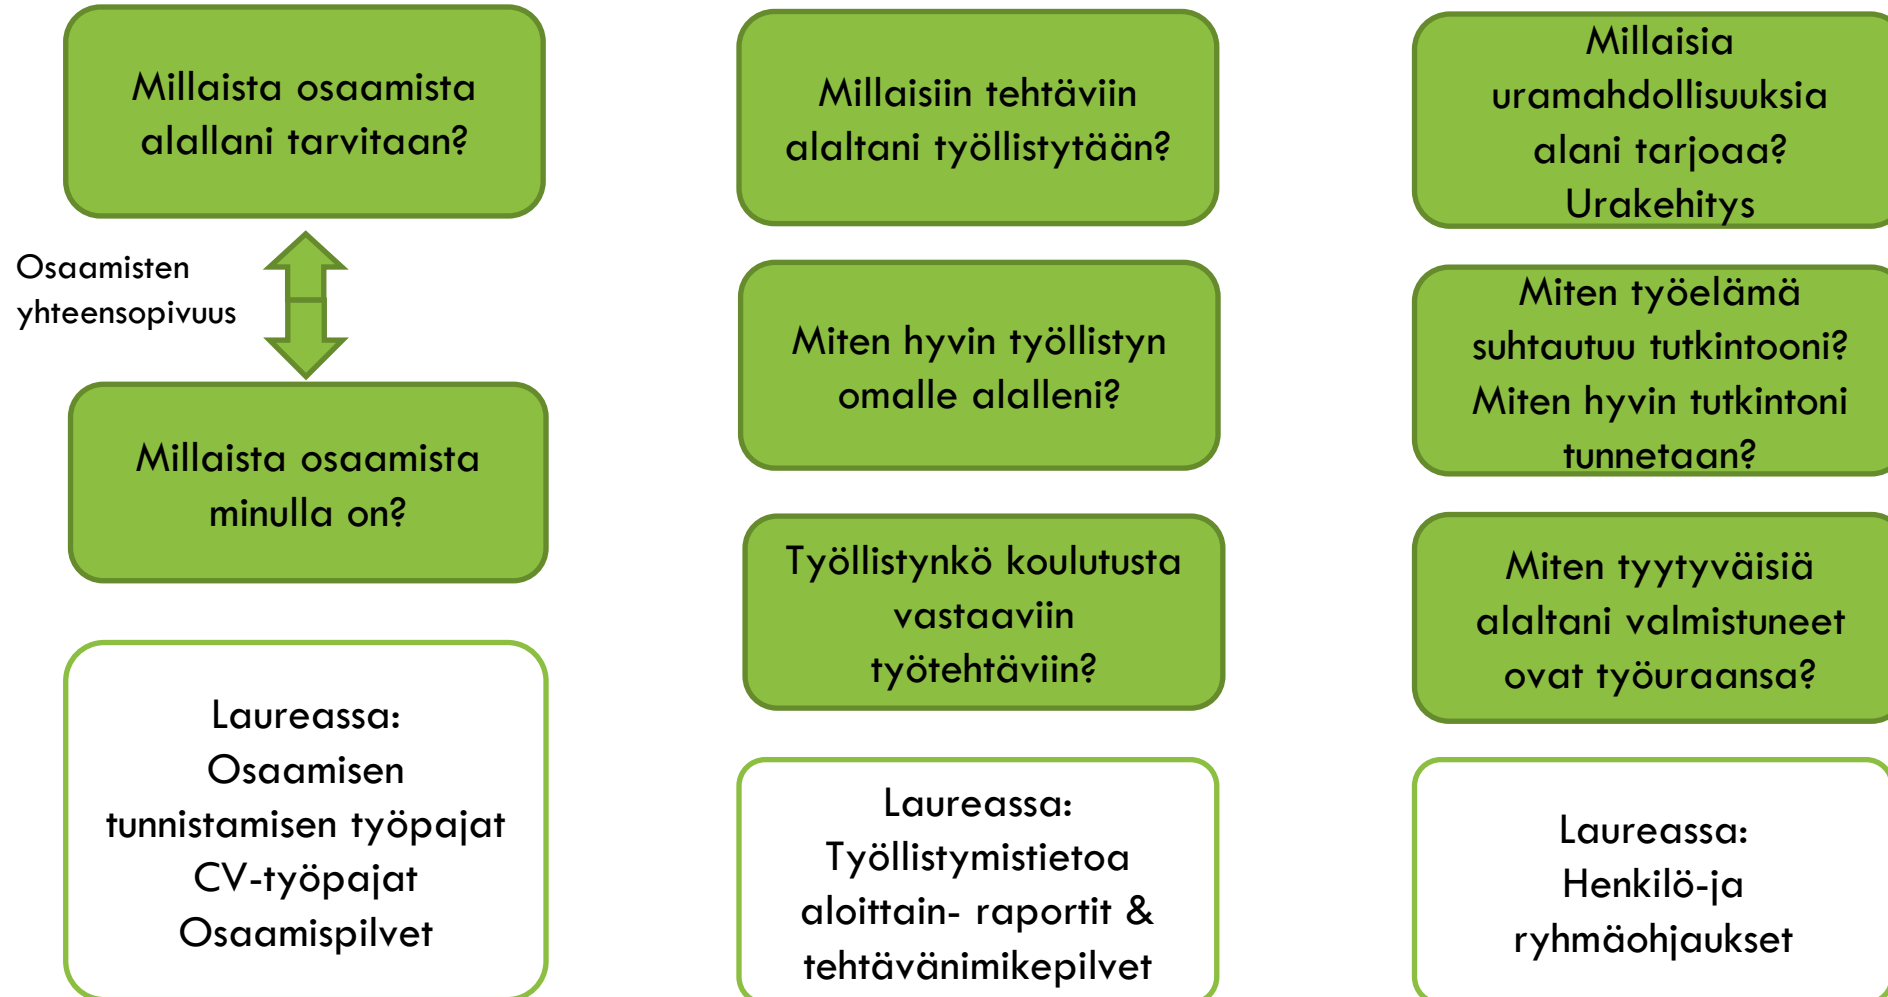 Millaista osaamista
alallani tarvitaan?
Osaamisten
yhteensopivuus
Millaista osaamista
minulla on?
Laureassa:
Osaamisen
tunnistamisen työpajat
CV-työpajat
Osaamispilvet
Millaisiin tehtäviin
alaltani työllistytään?
Miten hyvin työllistyn
omalle alalleni?
Työllistynkö koulutusta
vastaaviin
työtehtäviin?
Laureassa:
Työllistymistietoa
aloittain- raportit &
tehtävänimikepilvet
Millaisia
uramahdollisuuksia
alani tarjoaa?
Urakehitys
Miten työelämä
suhtautuu tutkintooni?
Miten hyvin tutkintoni
tunnetaan?
Miten tyytyväisiä
alaltani valmistuneet
ovat työuraansa?
Laureassa:
Henkilö-ja
ryhmäohjaukset